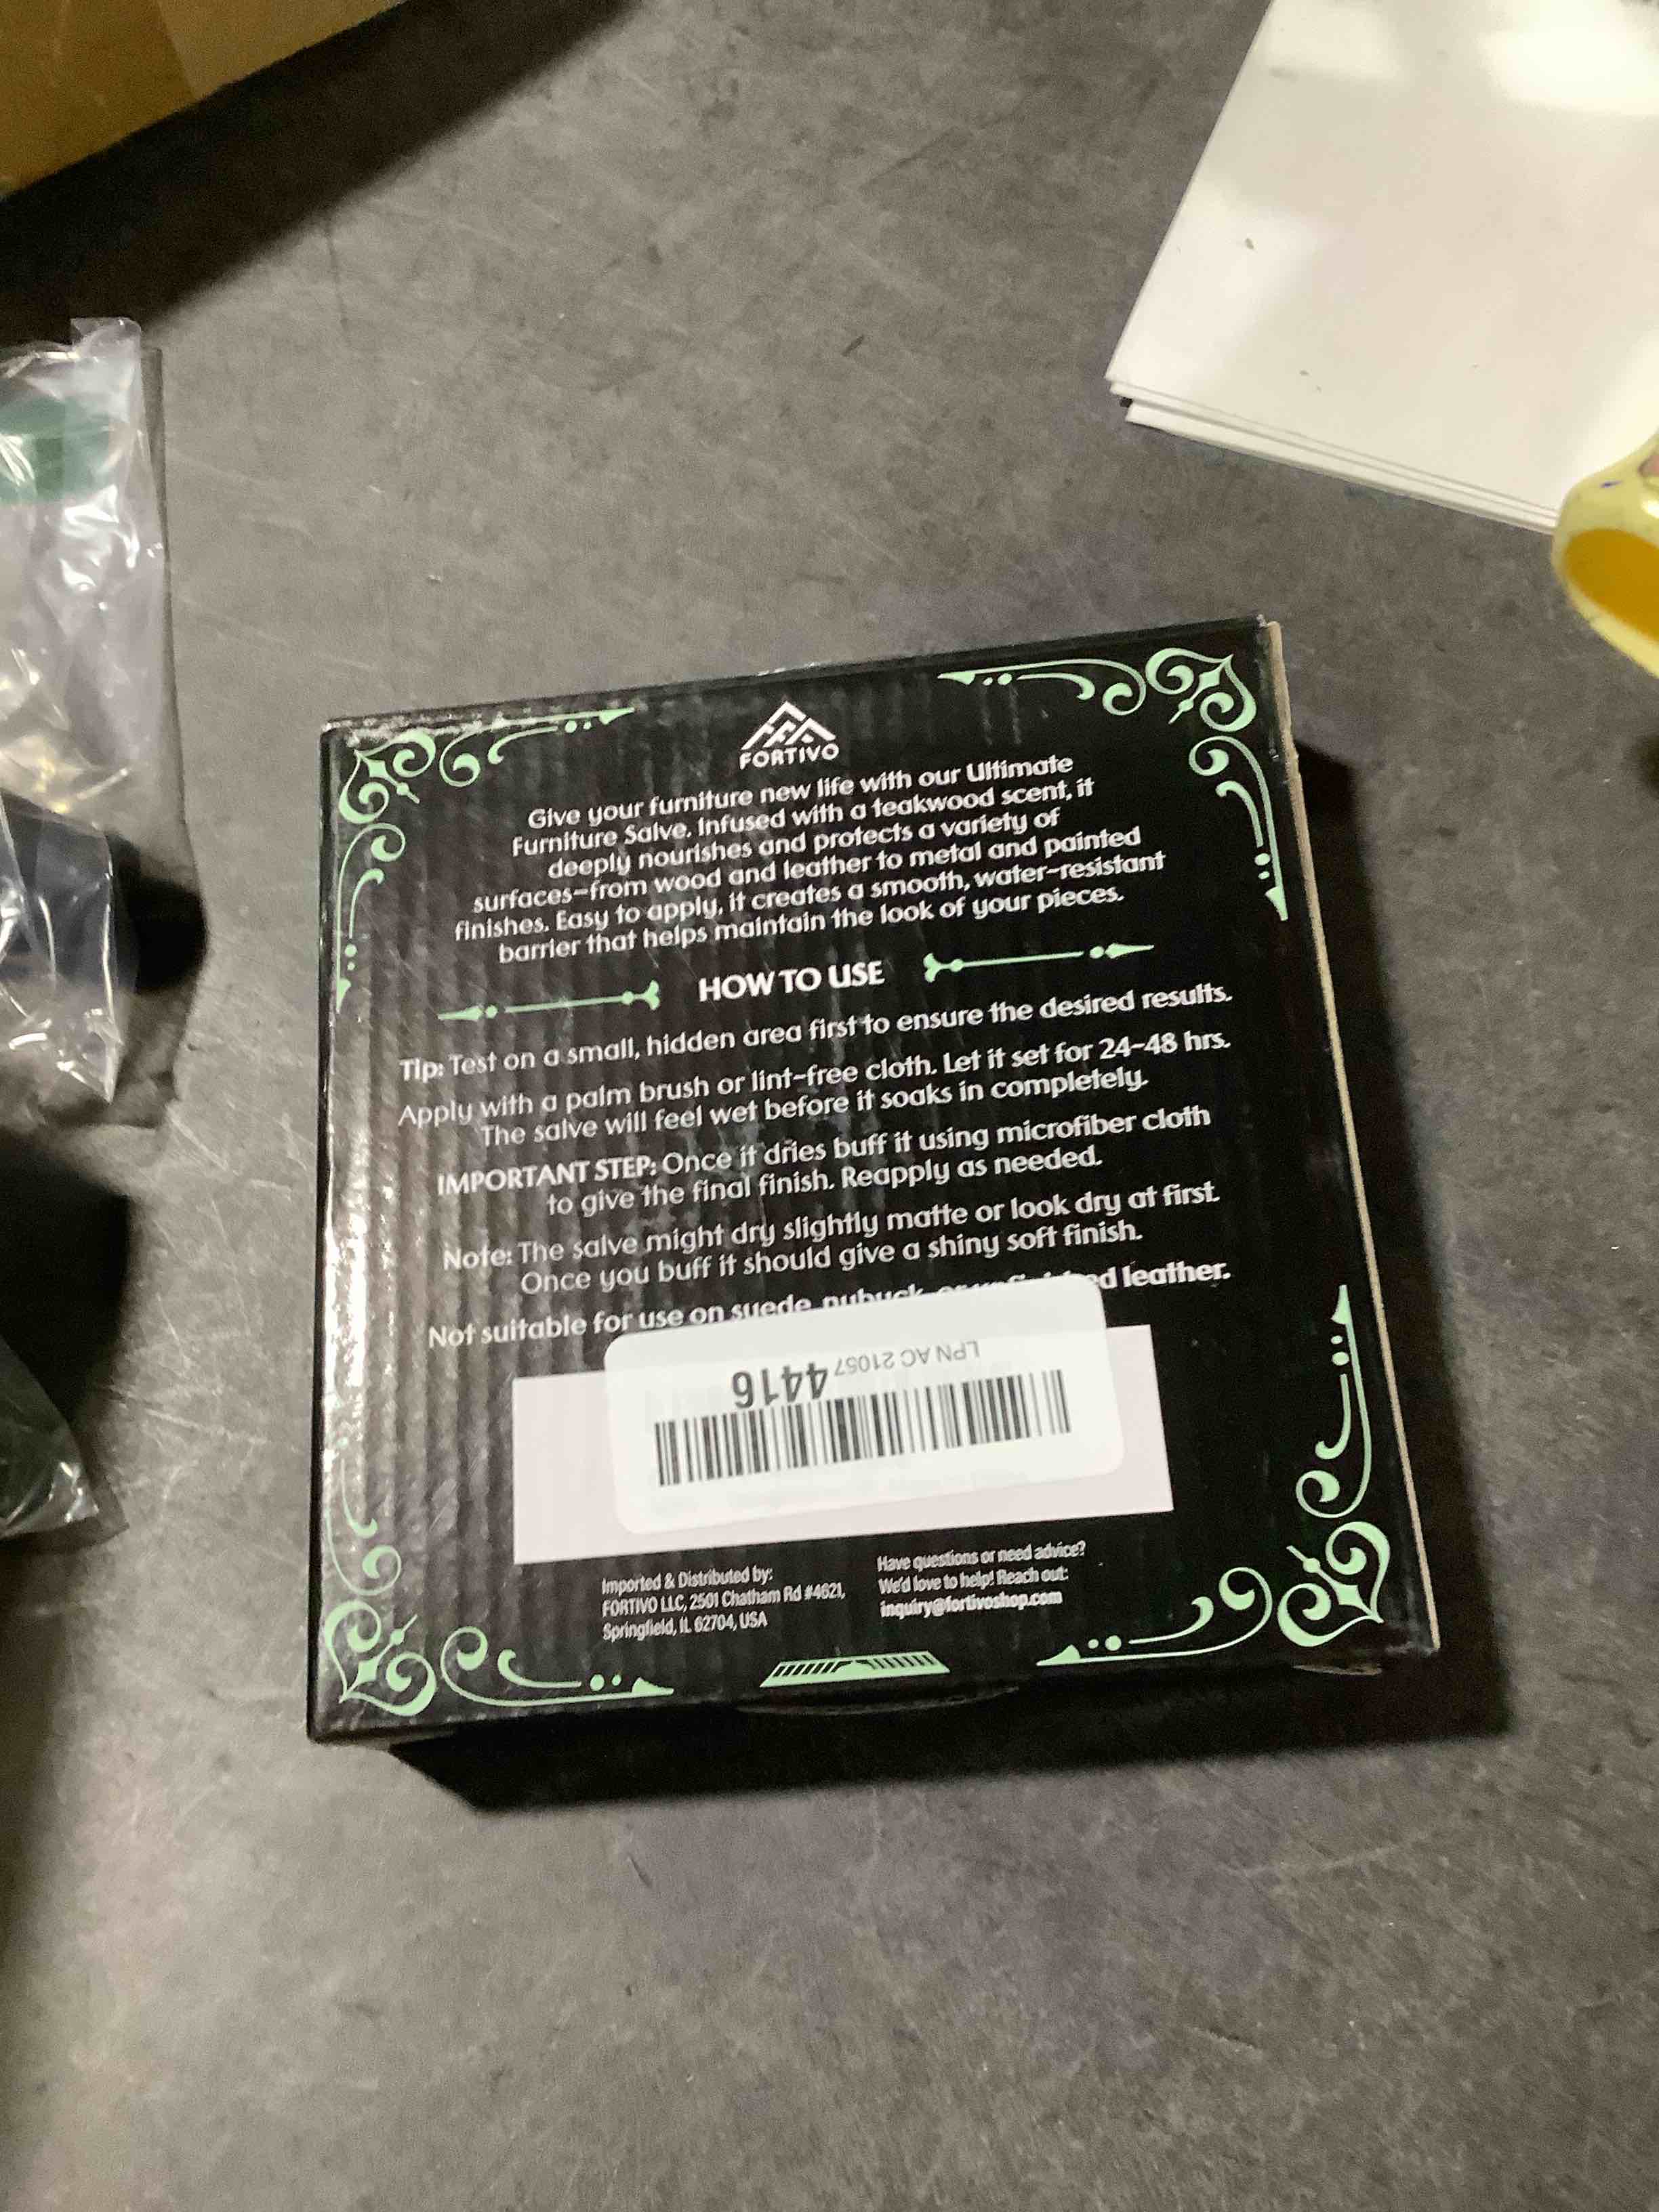 FORTIVO
Give your furniture new life with our Ultimate
Furniture Salve. Infused with a teakwood scent, it
deeply nourishes and protects a variety of
surfaces–from wood and leather to metal and painted
finishes. Easy to apply, it creates a smooth, water-resistant
barrier that helps maintain the look of your pieces.
HOW TO USE
Tip: Test on a small, hidden area first to ensure the desired results.
Apply with a palm brush or lint-free cloth. Let it set for 24-48 hrs.
The salve will feel wet before it soaks in completely.
IMPORTANT STEP: Once it dries buff it using microfiber cloth
to give the final finish. Reapply as needed.
Note: The salve might dry slightly matte or look dry at first.
Once you buff it should give a shiny soft finish.
Not suitable for use on suede, nubuck leather.
LPN AC 21057 4416
Imported & Distributed by:
FORTIVO LLC, 2501 Chatham Rd #4621,
Springfield, IL 62704, USA
Have questions or need advice?
We'd love to help! Reach out:
inquiry@fortivoshop.com